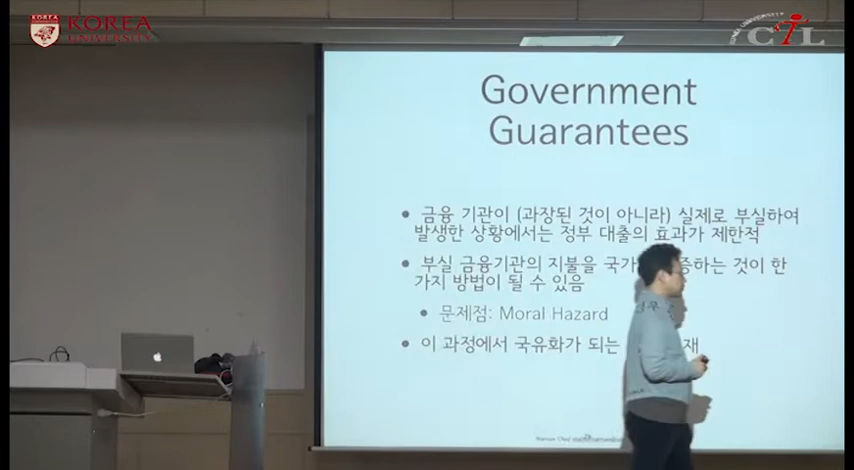 KOREA
UNIVERSITY
CTL
Government
Guarantees
• 금융 기관이 (과장된 것이 아니라) 실제로 부실하여
발생한 상황에서는 정부 대출의 효과가 제한적
• 부실 금융기관의 지불을 국가 증하는 것이 한
가지 방법이 될 수 있음
• 문제점: Moral Hazard
• 이 과정에서 국유화가 되는 재